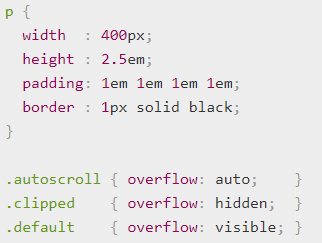 p {
  width  : 400px;
  height : 2.5em;
  padding: 1em 1em 1em 1em;
  border : 1px solid black;
}

.autoscroll { overflow: auto;    }
.clipped    { overflow: hidden;  }
.default    { overflow: visible; }